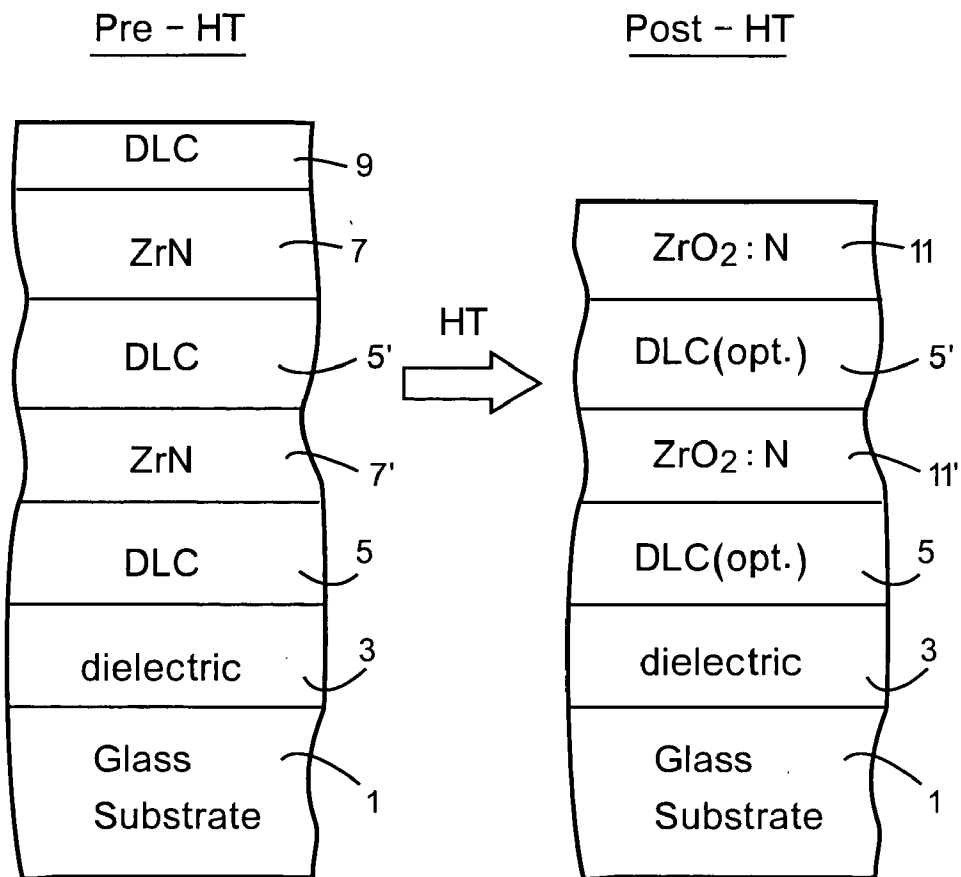 Pre – HT
Post – HT
DLC
9
ZrN
7
DLC
5'
ZrN
7'
DLC
5
dielectric
3
Glass
Substrate
1
HT
ZrO₂ : N
11
DLC(opt.)
5'
ZrO₂ : N
11'
DLC(opt.)
5
dielectric
3
Glass
Substrate
1